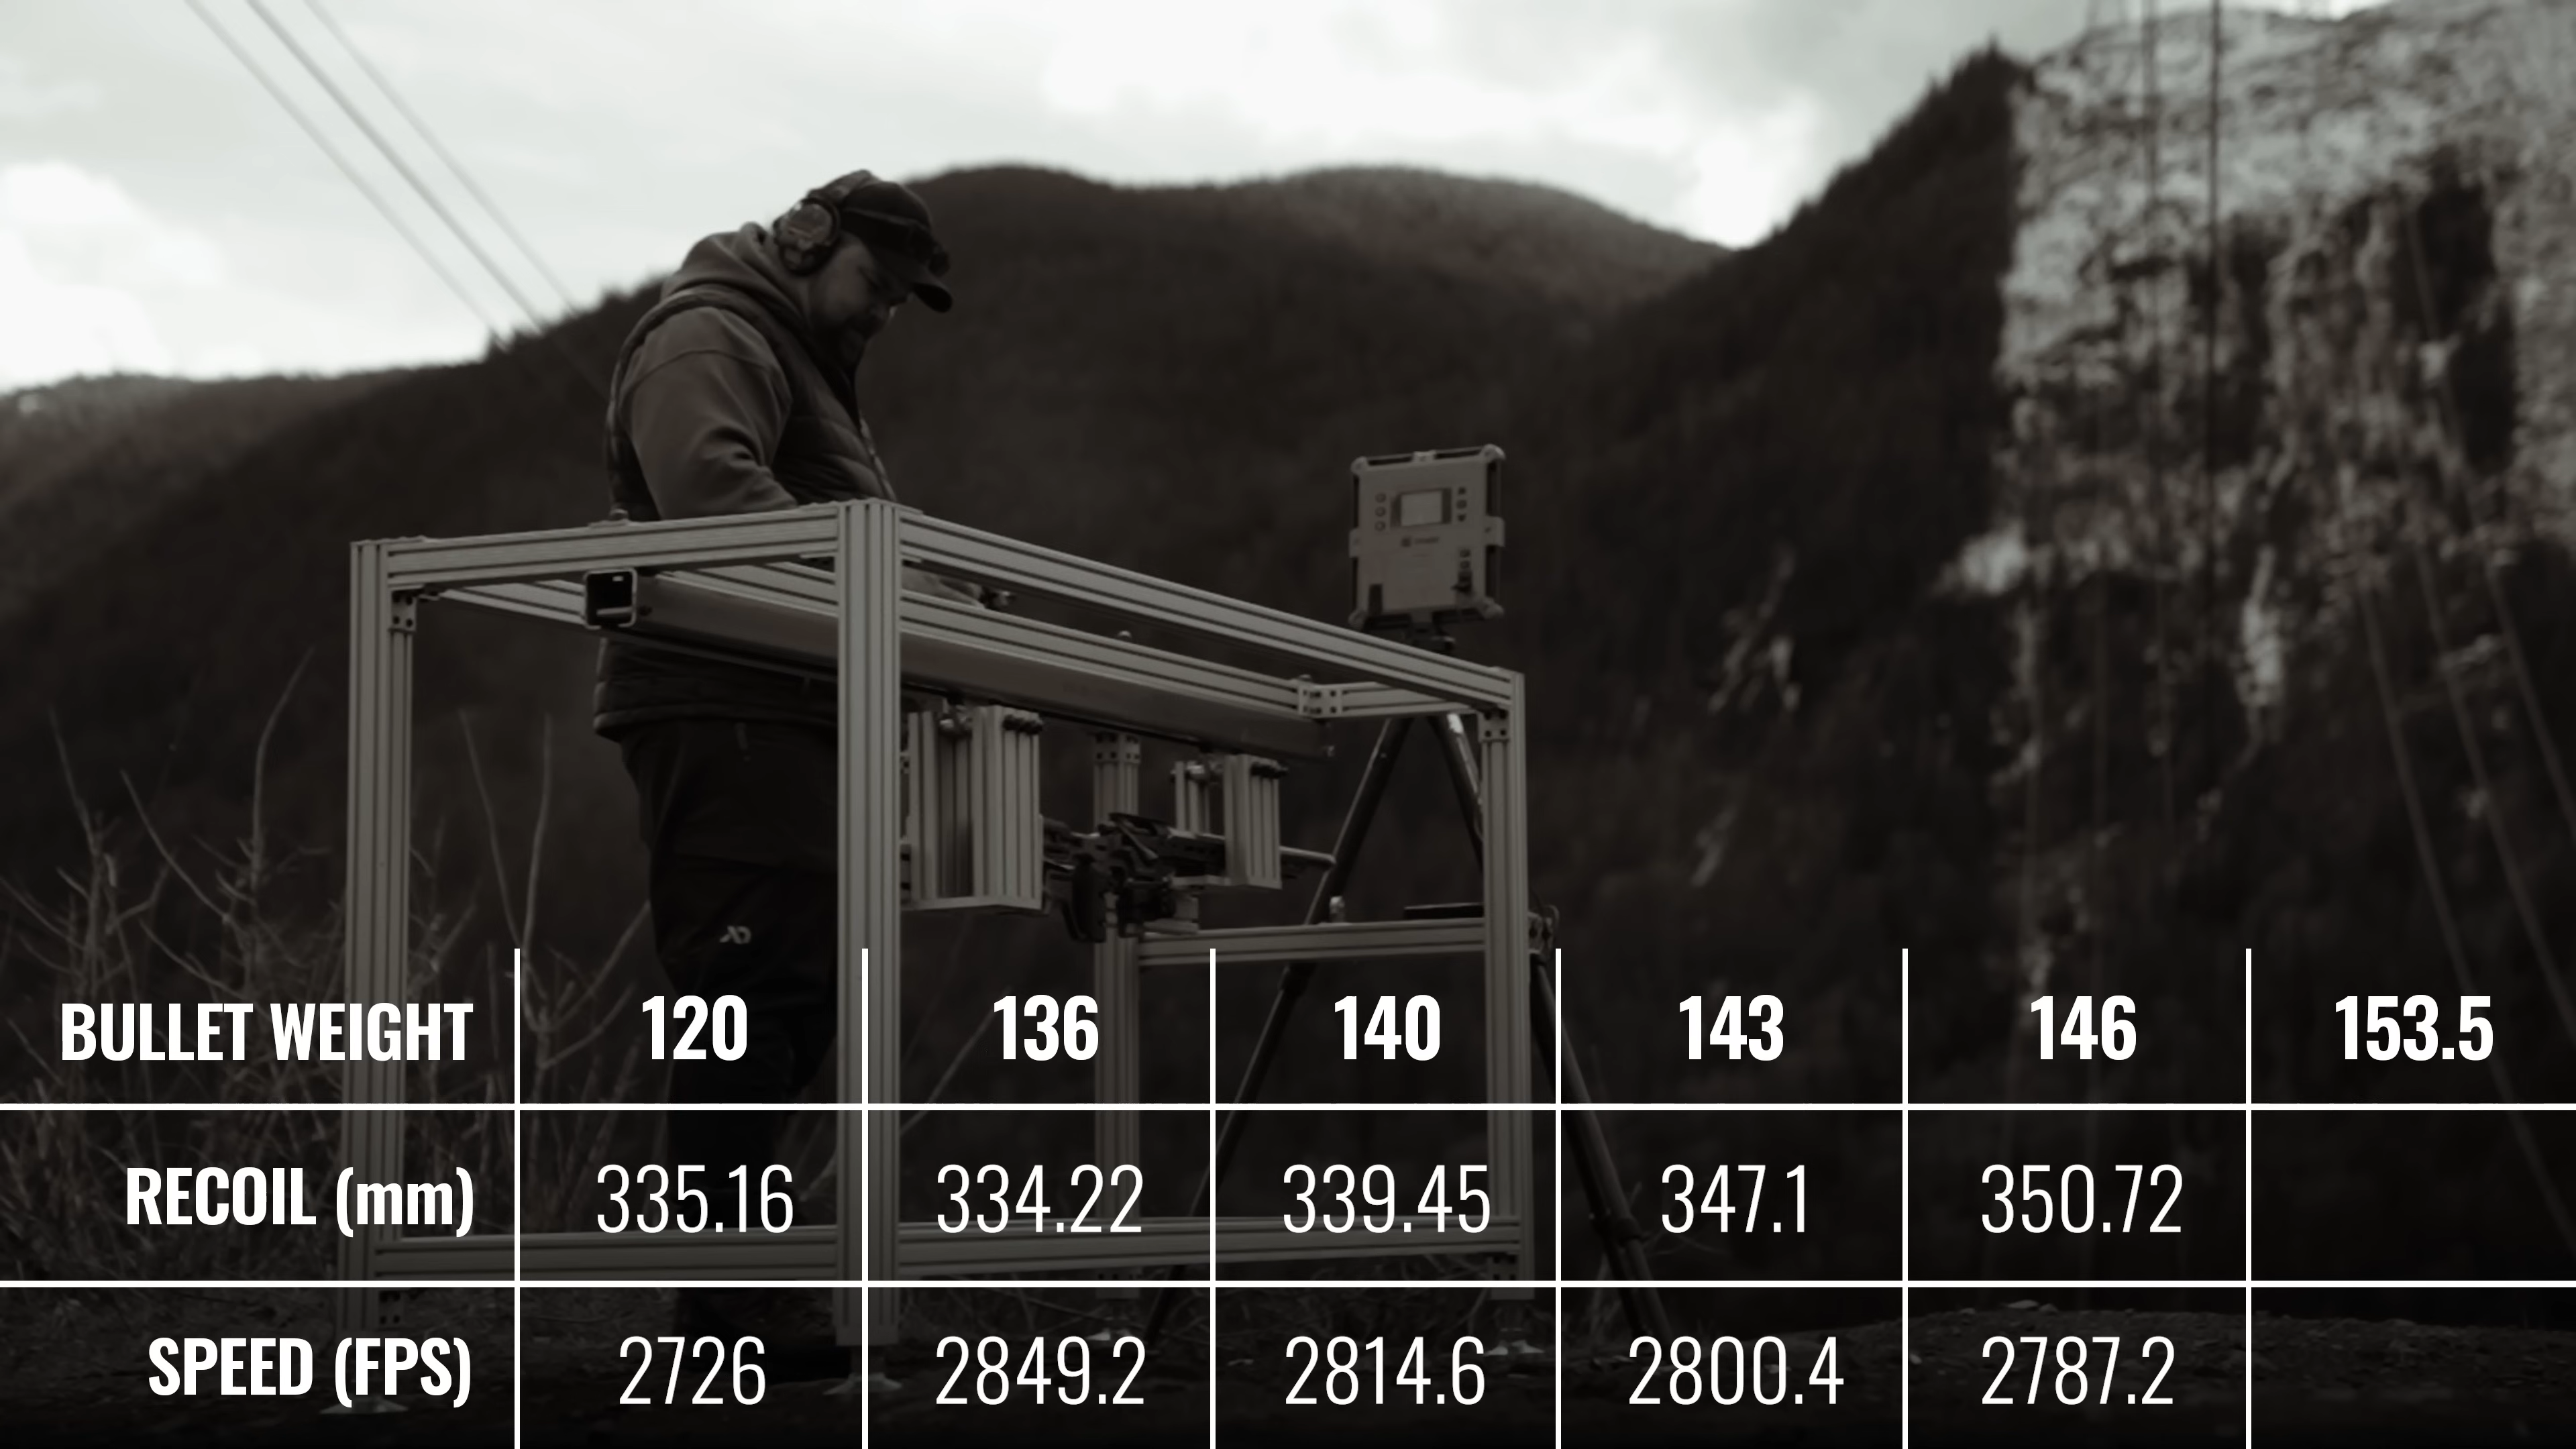 BULLET WEIGHT 120 136 140 143 146 153.5
RECOIL (mm) 335.16 334.22 339.45 347.1 350.72
SPEED (FPS) 2726 2849.2 2814.6 2800.4 2787.2